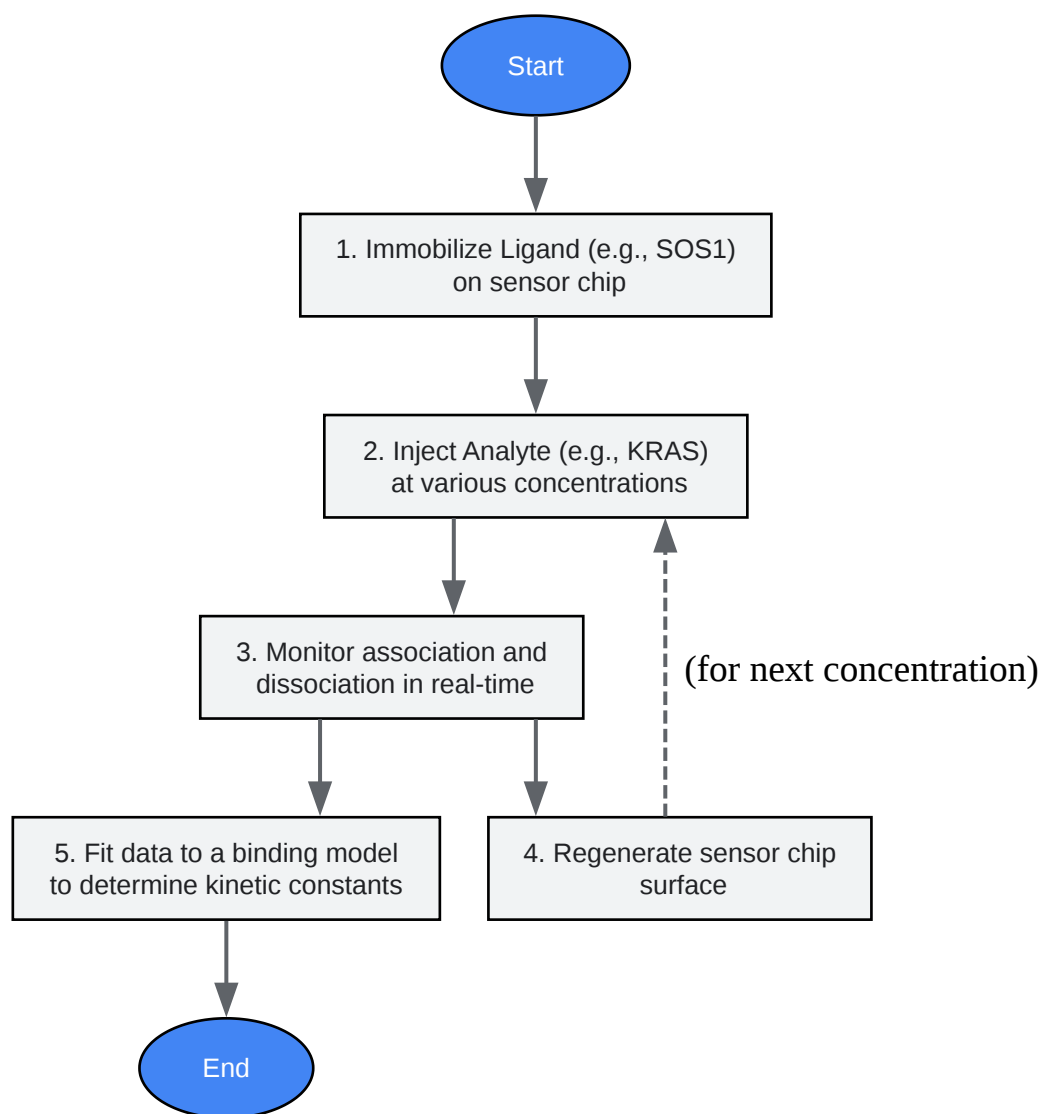 Start
1. Immobilize Ligand (e.g., SOS1)
on sensor chip
2. Inject Analyte (e.g., KRAS)
at various concentrations
3. Monitor association and
dissociation in real-time
(for next concentration)
5. Fit data to a binding model
to determine kinetic constants
4. Regenerate sensor chip
surface
End